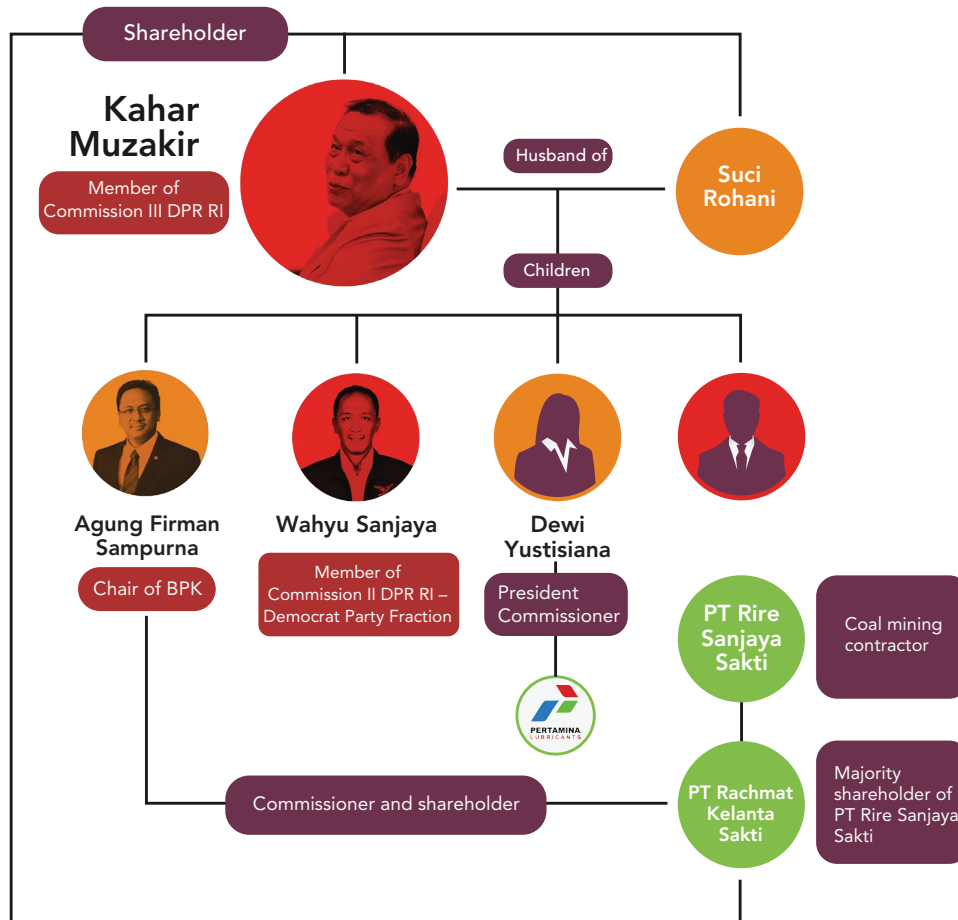 Shareholder
Kahar
Muzakir
Member of
Commission III DPR RI
Husband of
Suci
Rohani
Children
Agung Firman
Sampurna
Chair of BPK
Wahyu Sanjaya
Member of
Commission II DPR RI –
Democrat Party Fraction
Dewi
Yustisiana
President
Commissioner
PERTAMINA
LUBRICANTS
PT Rire
Sanjaya
Sakti
Coal mining
contractor
Commissioner and shareholder
PT Rachmat
Kelanta
Sakti
Majority
shareholder of
PT Rire Sanjaya
Sakti